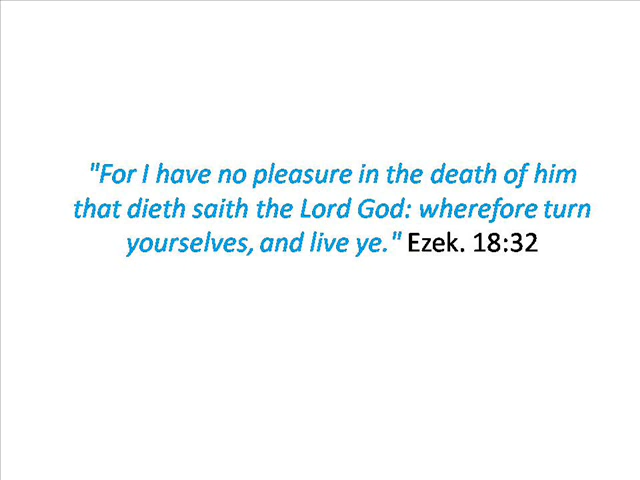 "For I have no pleasure in the death of him
that dieth saith the Lord God: wherefore turn
yourselves, and live ye." Ezek. 18:32